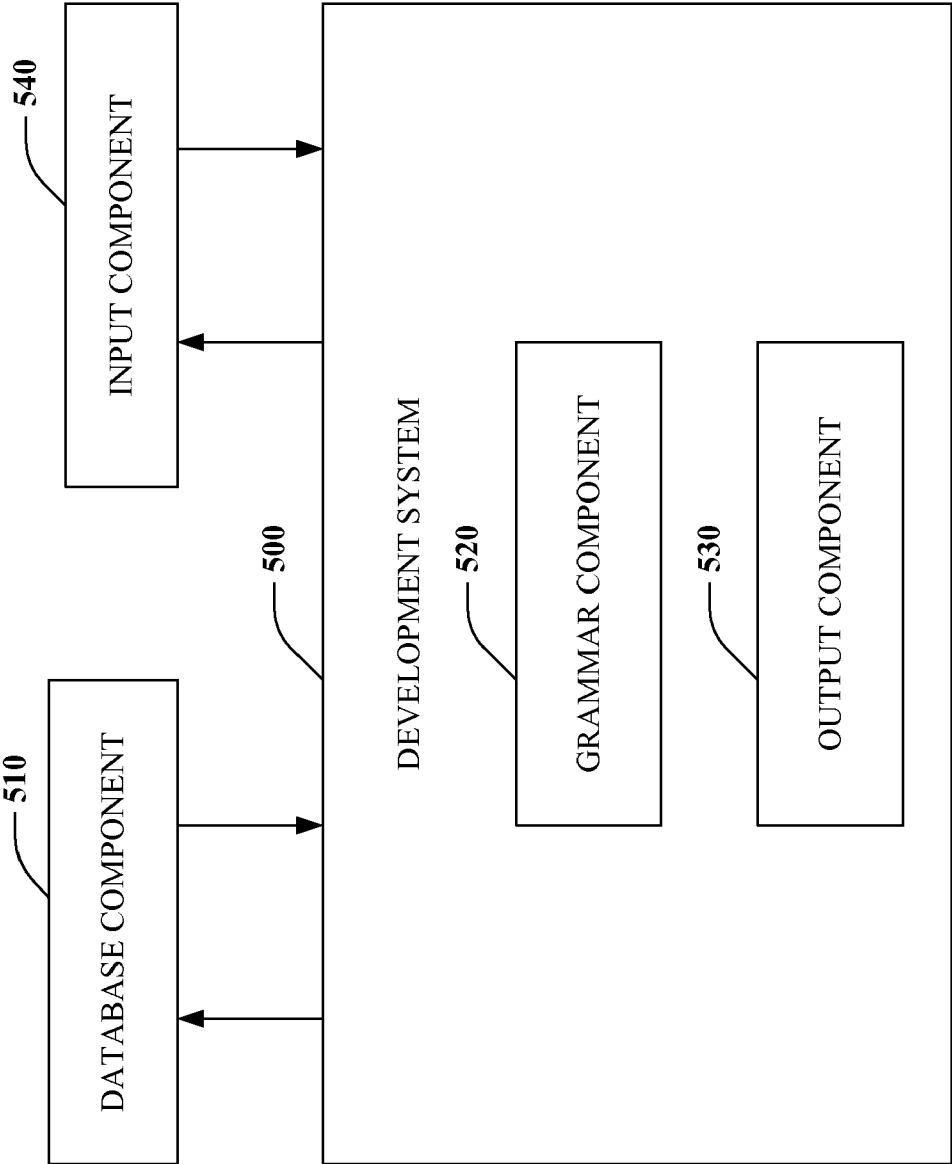 510
DATABASE COMPONENT
540
INPUT COMPONENT
500
DEVELOPMENT SYSTEM
520
GRAMMAR COMPONENT
530
OUTPUT COMPONENT